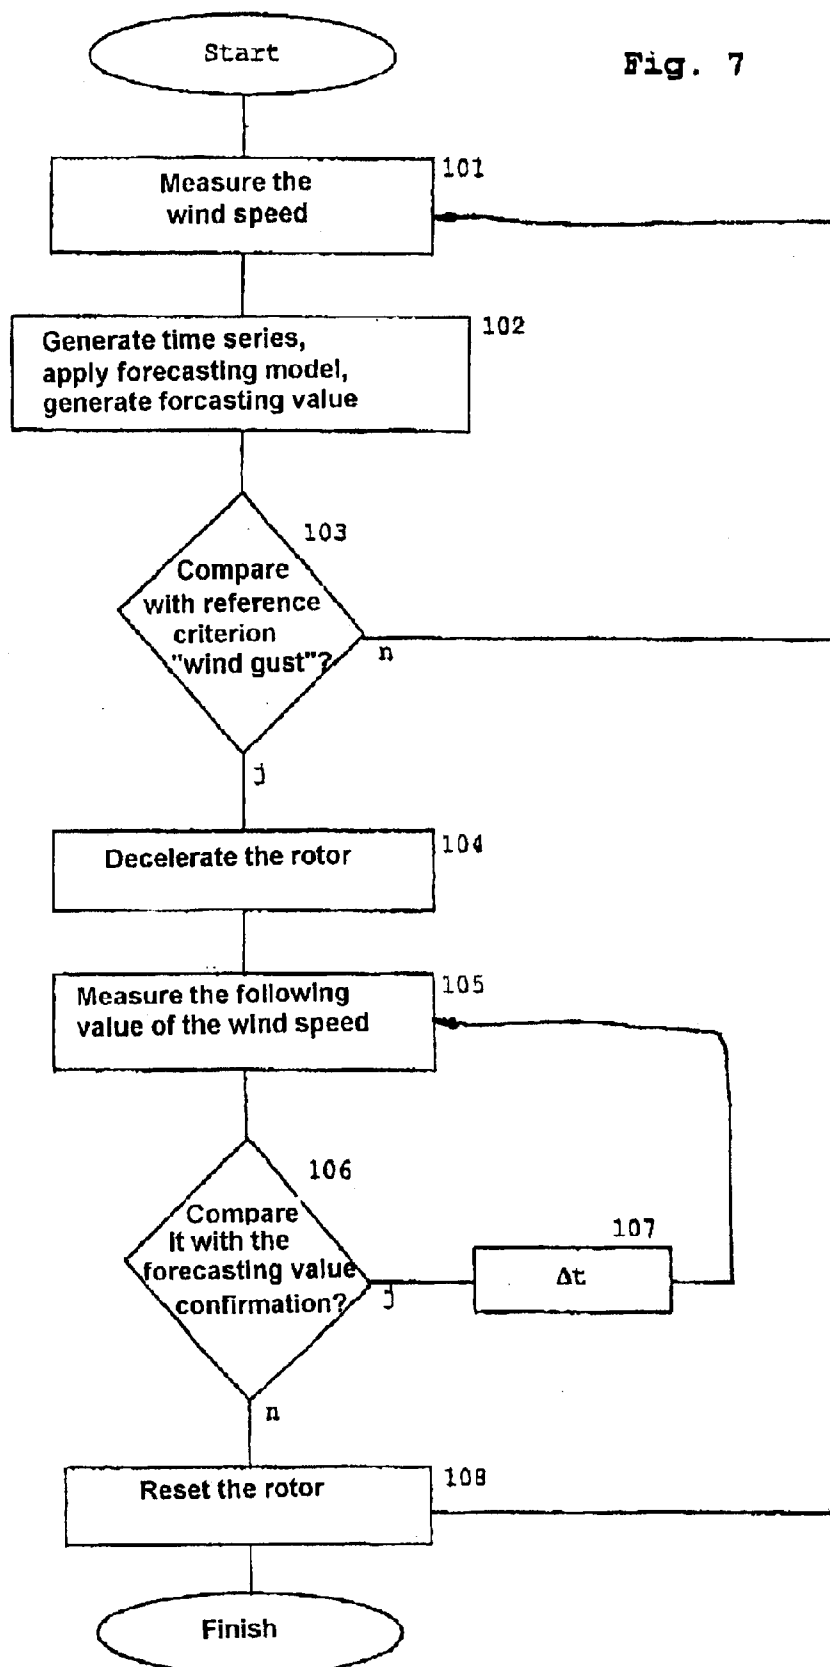 Start
Fig. 7
101
Measure the
wind speed
102
Generate time series,
apply forecasting model,
generate forcasting value
103
Compare
with reference
criterion
"wind gust"?
n
j
104
Decelerate the rotor
105
Measure the following
value of the wind speed
106
Compare
It with the
forecasting value
confirmation?
j
107
Δt
n
108
Reset the rotor
Finish